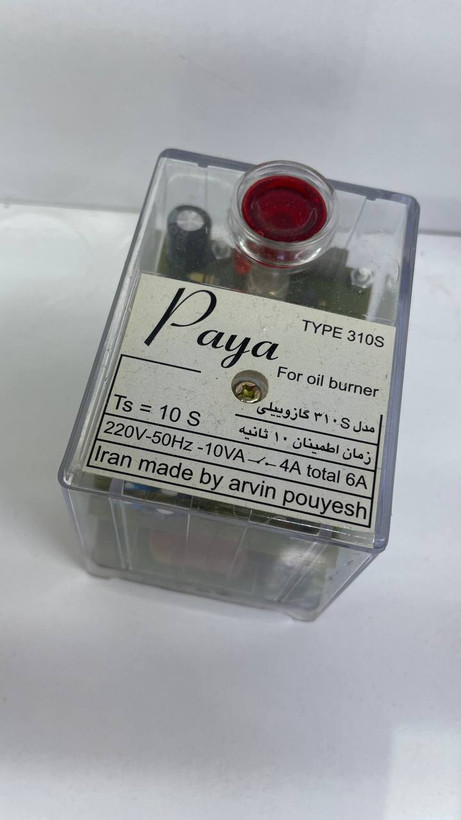 Paya
TYPE 310S
For oil burner
مدل ۳۱۰S گازوییلی
Ts = 10 S
زمان اطمینان ۱۰ ثانیه
220V-50Hz -10VA -⁄- 4A total 6A
Iran made by arvin pouyesh